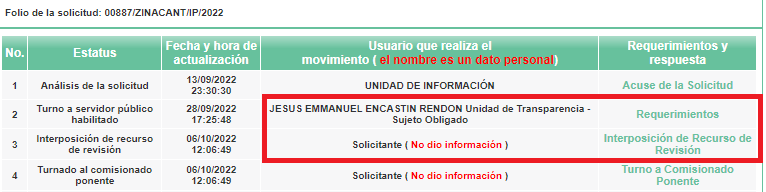 Folio de la solicitud: 00887/ZINACANT/IP/2022
No. Estatus Fecha y hora de actualización Usuario que realiza el movimiento ( el nombre es un dato personal) Requerimientos y respuesta
1 Análisis de la solicitud 13/09/2022 23:30:30 UNIDAD DE INFORMACIÓN Acuse de la Solicitud
2 Turno a servidor público habilitado 28/09/2022 17:25:48 JESUS EMMANUEL ENCASTIN RENDON Unidad de Transparencia - Sujeto Obligado Requerimientos
3 Interposición de recurso de revisión 06/10/2022 12:06:49 Solicitante ( No dio información ) Interposición de Recurso de Revisión
4 Turnado al comisionado ponente 06/10/2022 12:06:49 Solicitante ( No dio información ) Turno a Comisionado Ponente